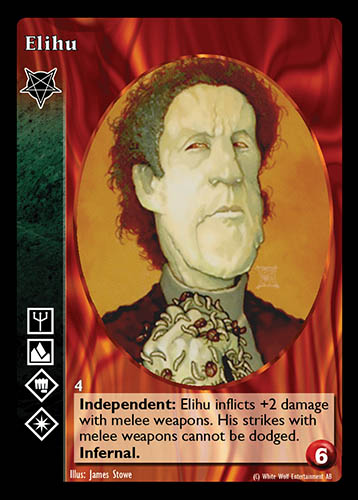 Elihu
4
Independent: Elihu inflicts +2 damage
with melee weapons. His strikes with
melee weapons cannot be dodged.
Infernal.
6
Illus: James Stowe
(C) White Wolf Entertainment AB